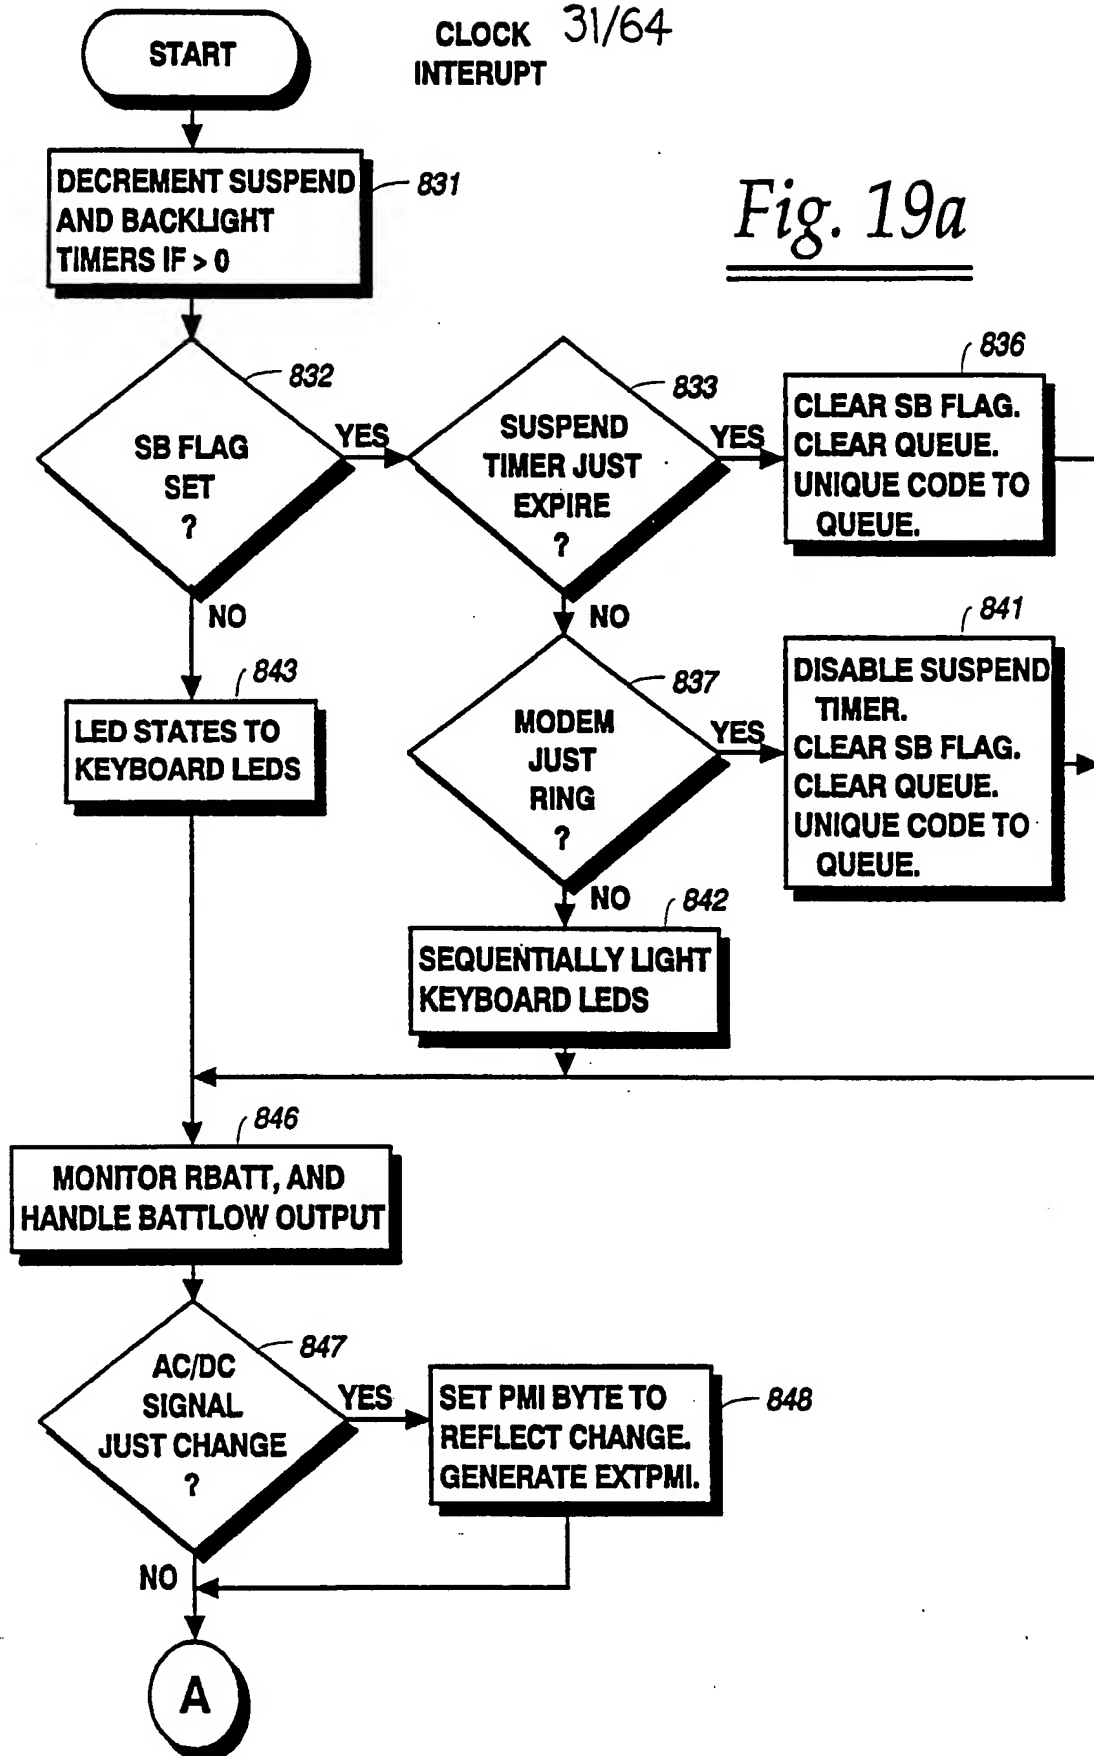 START
CLOCK 31/64
INTERUPT
DECREMENT SUSPEND
AND BACKLIGHT
TIMERS IF > 0
831
Fig. 19a
832
SB FLAG
SET
?
YES
NO
833
SUSPEND
TIMER JUST
EXPIRE
?
YES
NO
836
CLEAR SB FLAG.
CLEAR QUEUE.
UNIQUE CODE TO
QUEUE.
843
LED STATES TO
KEYBOARD LEDS
837
MODEM
JUST
RING
?
YES
NO
841
DISABLE SUSPEND
TIMER.
CLEAR SB FLAG.
CLEAR QUEUE.
UNIQUE CODE TO
QUEUE.
842
SEQUENTIALLY LIGHT
KEYBOARD LEDS
846
MONITOR RBATT, AND
HANDLE BATTLOW OUTPUT
847
AC/DC
SIGNAL
JUST CHANGE
?
YES
NO
SET PMI BYTE TO
REFLECT CHANGE.
GENERATE EXTPMI.
848
A